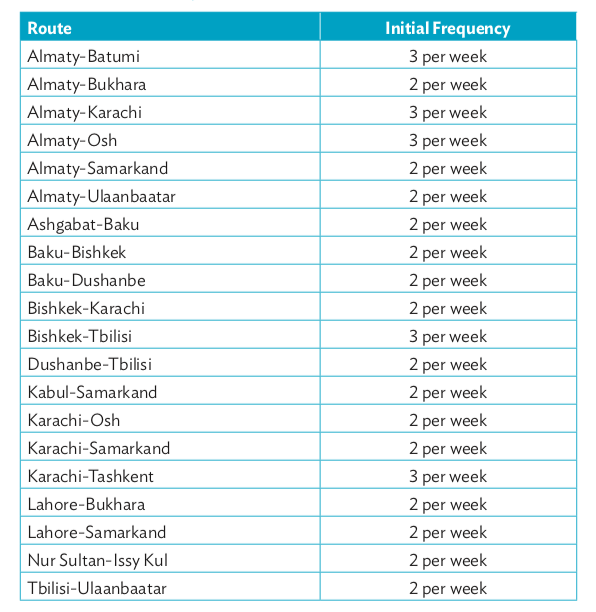 Route Initial Frequency
Almaty-Batumi 3 per week
Almaty-Bukhara 2 per week
Almaty-Karachi 3 per week
Almaty-Osh 3 per week
Almaty-Samarkand 2 per week
Almaty-Ulaanbaatar 2 per week
Ashgabat-Baku 2 per week
Baku-Bishkek 2 per week
Baku-Dushanbe 2 per week
Bishkek-Karachi 2 per week
Bishkek-Tbilisi 3 per week
Dushanbe-Tbilisi 2 per week
Kabul-Samarkand 2 per week
Karachi-Osh 2 per week
Karachi-Samarkand 2 per week
Karachi-Tashkent 3 per week
Lahore-Bukhara 2 per week
Lahore-Samarkand 2 per week
Nur Sultan-Issy Kul 2 per week
Tbilisi-Ulaanbaatar 2 per week